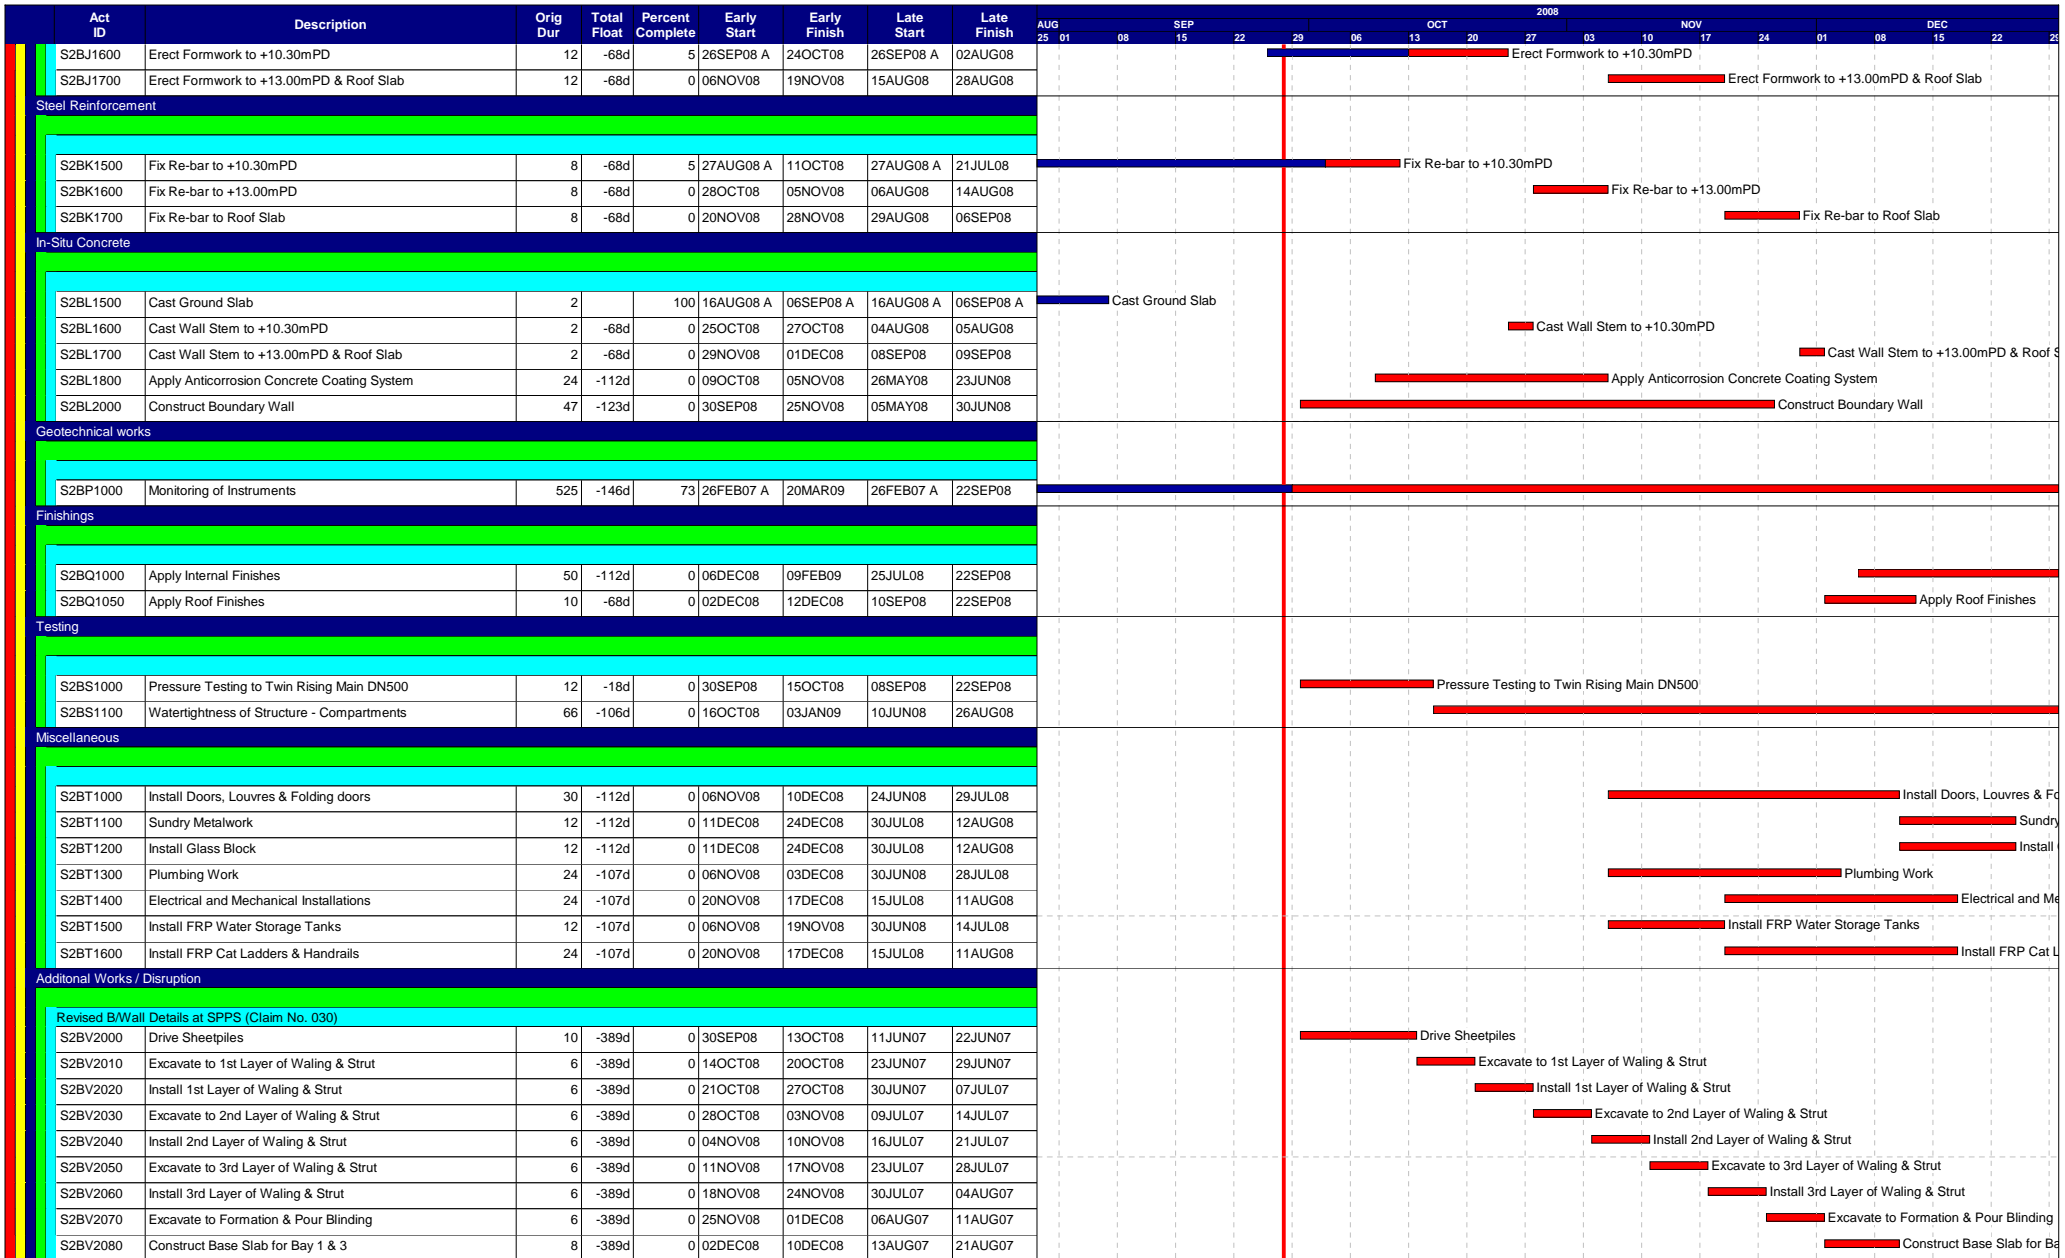 2008
Act ID Description Orig Dur Total Float Percent Complete Early Start Early Finish Late Start Late Finish AUG SEP OCT NOV DEC
25 01 08 15 22 29 06 13 20 27 03 10 17 24 01 08 15 22 29
S2BJ1600 Erect Formwork to +10.30mPD 12 -68d 5 26SEP08 A 24OCT08 26SEP08 A 02AUG08 Erect Formwork to +10.30mPD
S2BJ1700 Erect Formwork to +13.00mPD & Roof Slab 12 -68d 0 06NOV08 19NOV08 15AUG08 28AUG08 Erect Formwork to +13.00mPD & Roof Slab
Steel Reinforcement
S2BK1500 Fix Re-bar to +10.30mPD 8 -68d 5 27AUG08 A 11OCT08 27AUG08 A 21JUL08 Fix Re-bar to +10.30mPD
S2BK1600 Fix Re-bar to +13.00mPD 8 -68d 0 28OCT08 05NOV08 06AUG08 14AUG08 Fix Re-bar to +13.00mPD
S2BK1700 Fix Re-bar to Roof Slab 8 -68d 0 20NOV08 28NOV08 29AUG08 06SEP08 Fix Re-bar to Roof Slab
In-Situ Concrete
S2BL1500 Cast Ground Slab 2 100 16AUG08 A 06SEP08 A 16AUG08 A 06SEP08 A Cast Ground Slab
S2BL1600 Cast Wall Stem to +10.30mPD 2 -68d 0 25OCT08 27OCT08 04AUG08 05AUG08 Cast Wall Stem to +10.30mPD
S2BL1700 Cast Wall Stem to +13.00mPD & Roof Slab 2 -68d 0 29NOV08 01DEC08 08SEP08 09SEP08 Cast Wall Stem to +13.00mPD & Roof S
S2BL1800 Apply Anticorrosion Concrete Coating System 24 -112d 0 09OCT08 05NOV08 26MAY08 23JUN08 Apply Anticorrosion Concrete Coating System
S2BL2000 Construct Boundary Wall 47 -123d 0 30SEP08 25NOV08 05MAY08 30JUN08 Construct Boundary Wall
Geotechnical works
S2BP1000 Monitoring of Instruments 525 -146d 73 26FEB07 A 20MAR09 26FEB07 A 22SEP08
Finishings
S2BQ1000 Apply Internal Finishes 50 -112d 0 06DEC08 09FEB09 25JUL08 22SEP08
S2BQ1050 Apply Roof Finishes 10 -68d 0 02DEC08 12DEC08 10SEP08 22SEP08 Apply Roof Finishes
Testing
S2BS1000 Pressure Testing to Twin Rising Main DN500 12 -18d 0 30SEP08 15OCT08 08SEP08 22SEP08 Pressure Testing to Twin Rising Main DN500
S2BS1100 Watertightness of Structure - Compartments 66 -106d 0 16OCT08 03JAN09 10JUN08 26AUG08
Miscellaneous
S2BT1000 Install Doors, Louvres & Folding doors 30 -112d 0 06NOV08 10DEC08 24JUN08 29JUL08 Install Doors, Louvres & Fo
S2BT1100 Sundry Metalwork 12 -112d 0 11DEC08 24DEC08 30JUL08 12AUG08 Sundry
S2BT1200 Install Glass Block 12 -112d 0 11DEC08 24DEC08 30JUL08 12AUG08 Install
S2BT1300 Plumbing Work 24 -107d 0 06NOV08 03DEC08 30JUN08 28JUL08 Plumbing Work
S2BT1400 Electrical and Mechanical Installations 24 -107d 0 20NOV08 17DEC08 15JUL08 11AUG08 Electrical and Me
S2BT1500 Install FRP Water Storage Tanks 12 -107d 0 06NOV08 19NOV08 30JUN08 14JUL08 Install FRP Water Storage Tanks
S2BT1600 Install FRP Cat Ladders & Handrails 24 -107d 0 20NOV08 17DEC08 15JUL08 11AUG08 Install FRP Cat L
Additonal Works / Disruption
Revised B/Wall Details at SPPS (Claim No. 030)
S2BV2000 Drive Sheetpiles 10 -389d 0 30SEP08 13OCT08 11JUN07 22JUN07 Drive Sheetpiles
S2BV2010 Excavate to 1st Layer of Waling & Strut 6 -389d 0 14OCT08 20OCT08 23JUN07 29JUN07 Excavate to 1st Layer of Waling & Strut
S2BV2020 Install 1st Layer of Waling & Strut 6 -389d 0 21OCT08 27OCT08 30JUN07 07JUL07 Install 1st Layer of Waling & Strut
S2BV2030 Excavate to 2nd Layer of Waling & Strut 6 -389d 0 28OCT08 03NOV08 09JUL07 14JUL07 Excavate to 2nd Layer of Waling & Strut
S2BV2040 Install 2nd Layer of Waling & Strut 6 -389d 0 04NOV08 10NOV08 16JUL07 21JUL07 Install 2nd Layer of Waling & Strut
S2BV2050 Excavate to 3rd Layer of Waling & Strut 6 -389d 0 11NOV08 17NOV08 23JUL07 28JUL07 Excavate to 3rd Layer of Waling & Strut
S2BV2060 Install 3rd Layer of Waling & Strut 6 -389d 0 18NOV08 24NOV08 30JUL07 04AUG07 Install 3rd Layer of Waling & Strut
S2BV2070 Excavate to Formation & Pour Blinding 6 -389d 0 25NOV08 01DEC08 06AUG07 11AUG07 Excavate to Formation & Pour Blinding
S2BV2080 Construct Base Slab for Bay 1 & 3 8 -389d 0 02DEC08 10DEC08 13AUG07 21AUG07 Construct Base Slab for Ba